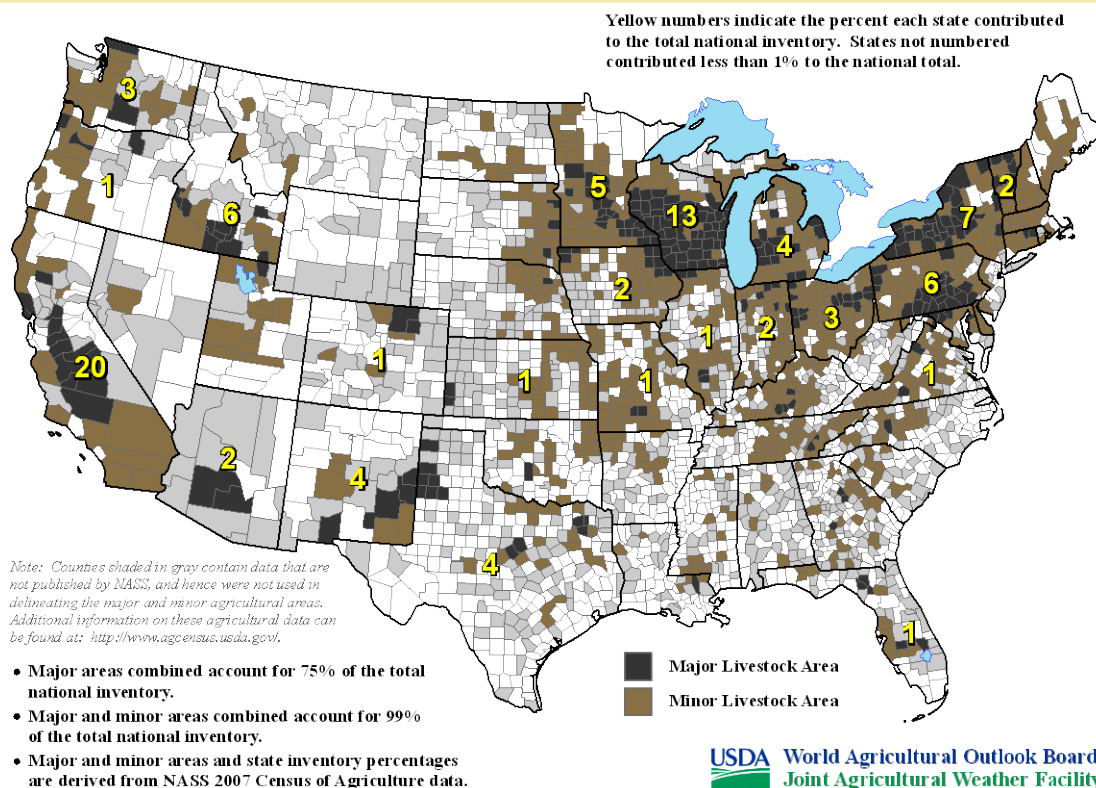 Yellow numbers indicate the percent each state contributed
to the total national inventory.  States not numbered
contributed less than 1% to the national total.
3
1
6
5
13
4
7
2
6
2
1
2
3
20
1
1
1
1
2
4
4
1
Note:  Counties shaded in gray contain data that are
not published by NASS, and hence were not used in
delineating the major and minor agricultural areas.
Additional information on these agricultural data can
be found at:  http://www.agcensus.usda.gov/.
• Major areas combined account for 75% of the total
national inventory.
• Major and minor areas combined account for 99%
of the total national inventory.
• Major and minor areas and state inventory percentages
are derived from NASS 2007 Census of Agriculture data.
Major Livestock Area
Minor Livestock Area
USDA
World Agricultural Outlook Board
Joint Agricultural Weather Facility